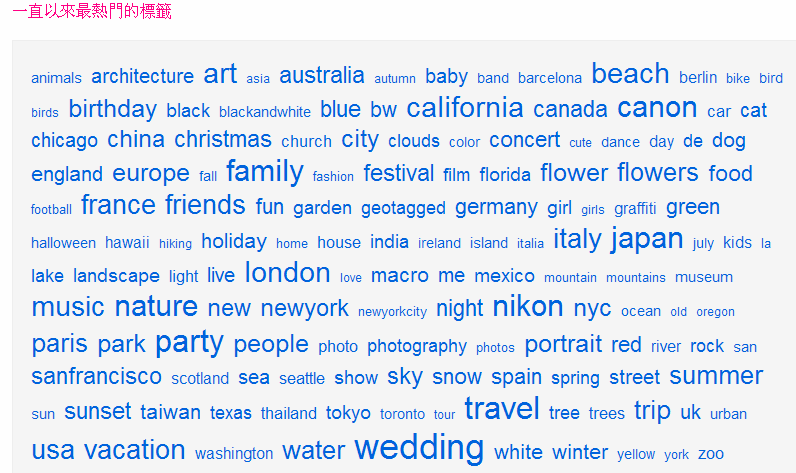 一直以來最熱門的標籤
animals architecture art asia australia autumn baby band barcelona beach berlin bike bird
birds birthday black blackandwhite blue bw california canada canon car cat
chicago china christmas church city clouds color concert cute dance day de dog
england europe fall family fashion festival film florida flower flowers food
football france friends fun garden geotagged germany girl girls graffiti green
halloween hawaii hiking holiday home house india ireland island italia italy japan july kids la
lake landscape light live london love macro me mexico mountain mountains museum
music nature new newyork newyorkcity night nikon nyc ocean old oregon
paris park party people photo photography photos portrait red river rock san
sanfrancisco scotland sea seattle show sky snow spain spring street summer
sun sunset taiwan texas thailand tokyo toronto tour travel tree trees trip uk urban
usa vacation washington water wedding white winter yellow york zoo